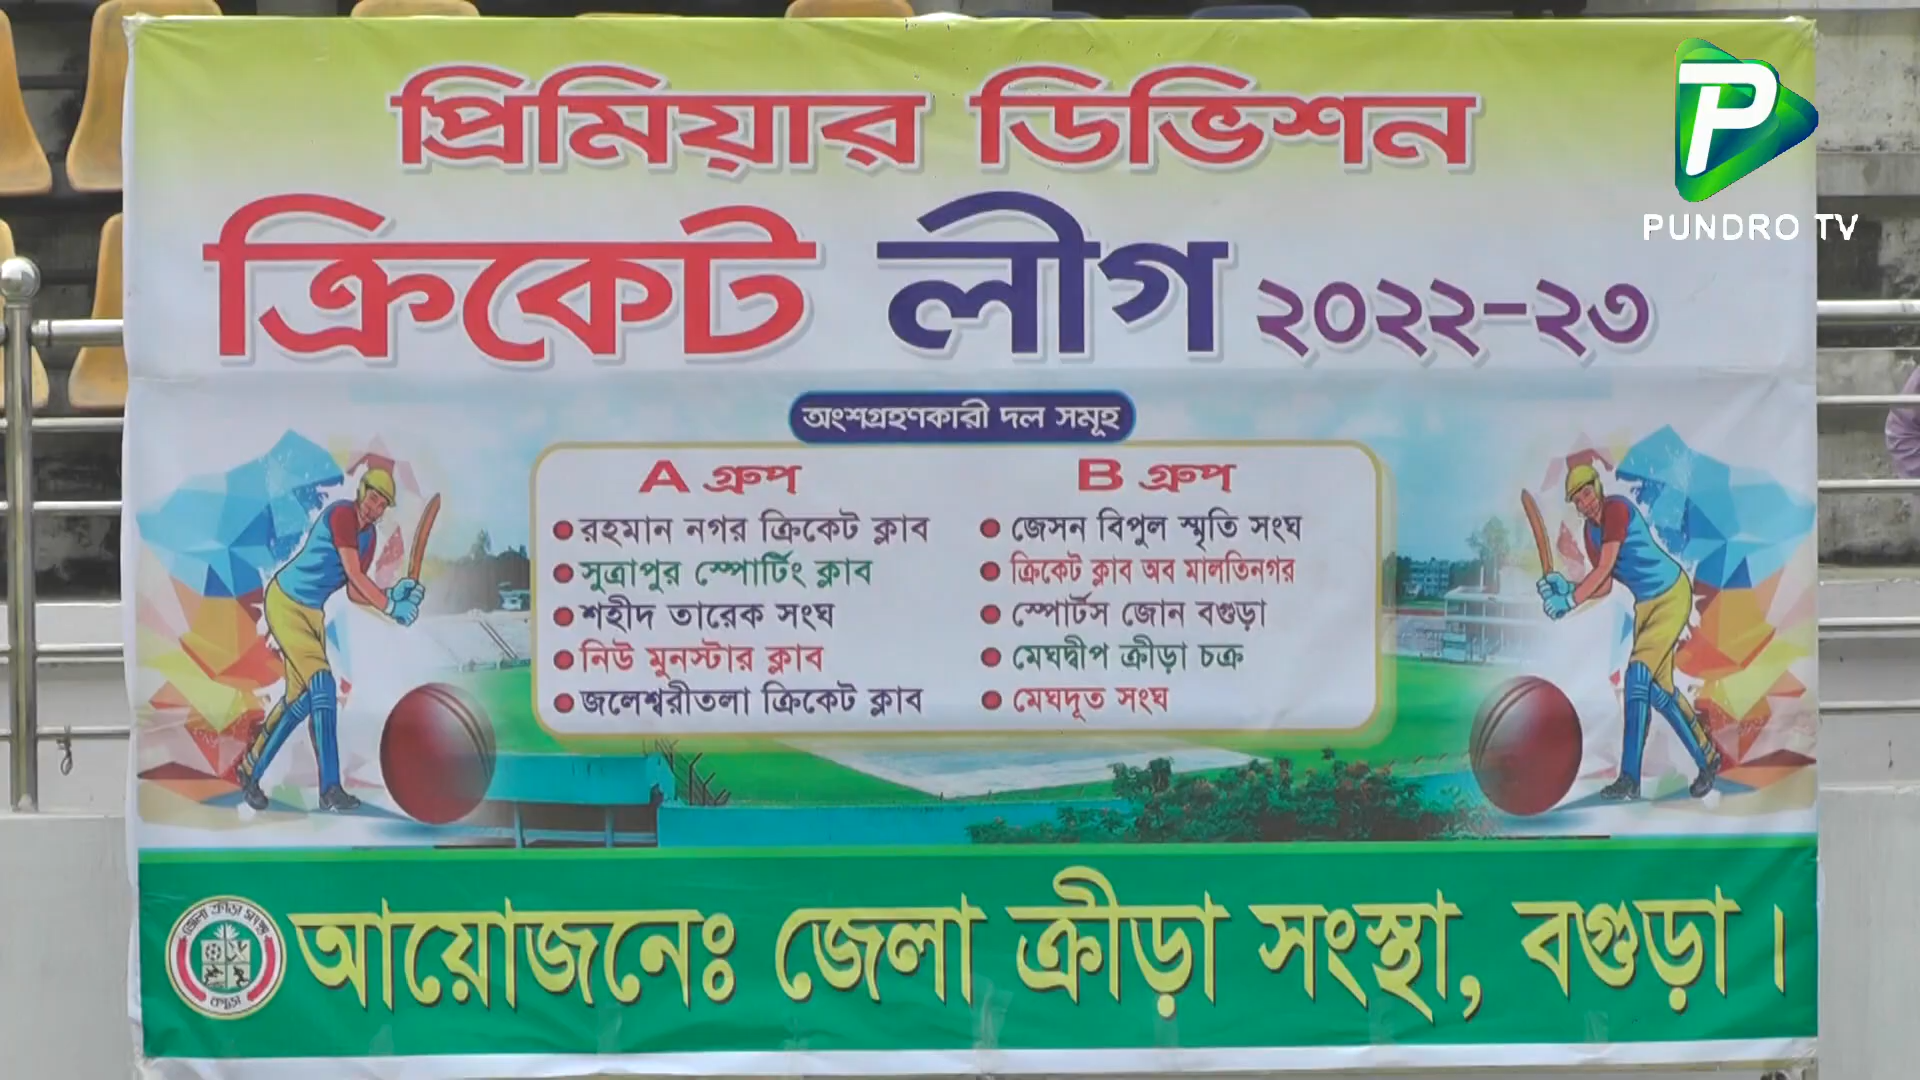 প্রিমিয়ার ডিভিশন
ক্রিকেট লীগ ২০২২-২৩
অংশগ্রহণকারী দল সমূহ
A গ্রুপ
রহমান নগর ক্রিকেট ক্লাব
সুত্রাপুর স্পোর্টিং ক্লাব
শহীদ তারেক সংঘ
নিউ মুনস্টার ক্লাব
জলেশ্বরীতলা ক্রিকেট ক্লাব
B গ্রুপ
জেসন বিপুল স্মৃতি সংঘ
ক্রিকেট ক্লাব অব মালতিনগর
স্পোর্টস জোন বগুড়া
মেঘদ্বীপ ক্রীড়া চক্র
মেঘদূত সংঘ
জেলা ক্রীড়া সংস্থা
বগুড়া
আয়োজনেঃ জেলা ক্রীড়া সংস্থা, বগুড়া।
P
PUNDRO TV